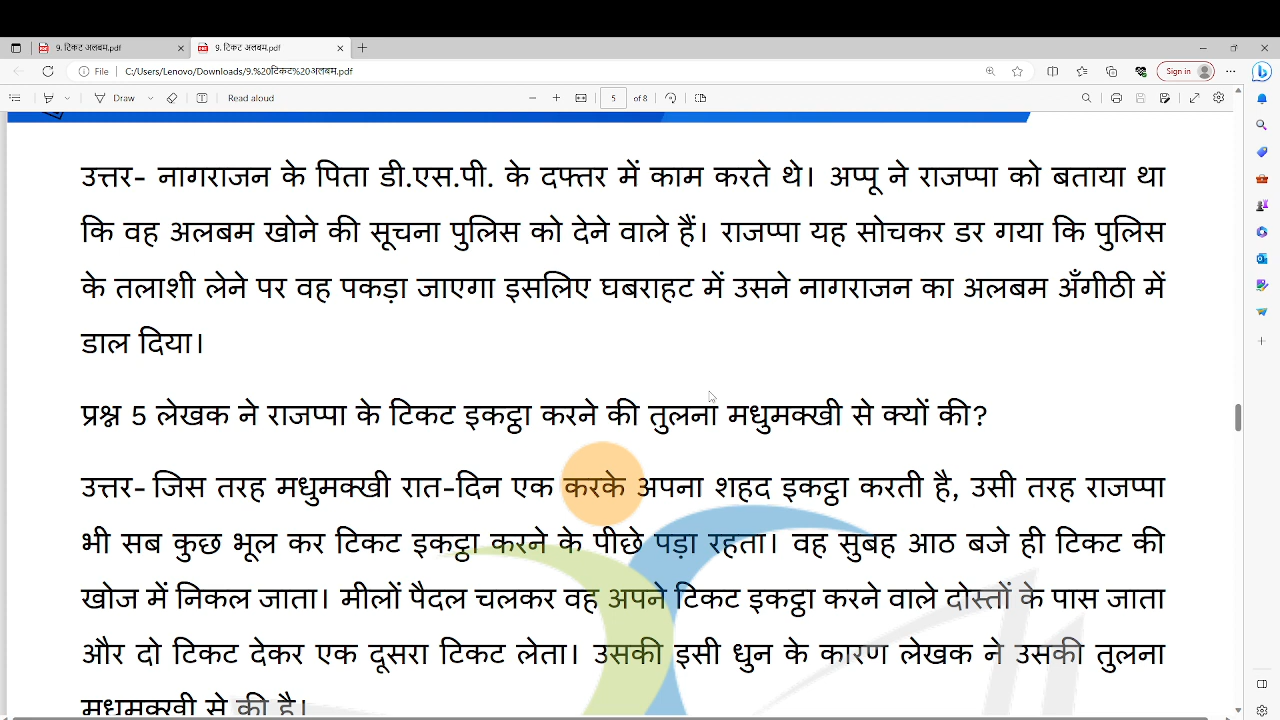 9. टिकट अलबम.pdf
9. टिकट अलबम.pdf
File
C:/Users/Lenovo/Downloads/9.%20टिकट%20अलबम.pdf
Sign in
Draw
Read aloud
5
of 8
उत्तर- नागराजन के पिता डी.एस.पी. के दफ्तर में काम करते थे। अप्पू ने राजप्पा को बताया था
कि वह अलबम खोने की सूचना पुलिस को देने वाले हैं। राजप्पा यह सोचकर डर गया कि पुलिस
के तलाशी लेने पर वह पकड़ा जाएगा इसलिए घबराहट में उसने नागराजन का अलबम अँगीठी में
डाल दिया।
प्रश्न 5 लेखक ने राजप्पा के टिकट इकट्ठा करने की तुलना मधुमक्खी से क्यों की?
उत्तर- जिस तरह मधुमक्खी रात-दिन एक करके अपना शहद इकट्ठा करती है, उसी तरह राजप्पा
भी सब कुछ भूल कर टिकट इकट्ठा करने के पीछे पड़ा रहता। वह सुबह आठ बजे ही टिकट की
खोज में निकल जाता। मीलों पैदल चलकर वह अपने टिकट इकट्ठा करने वाले दोस्तों के पास जाता
और दो टिकट देकर एक दूसरा टिकट लेता। उसकी इसी धुन के कारण लेखक ने उसकी तुलना
मधुमक्खी से की है।